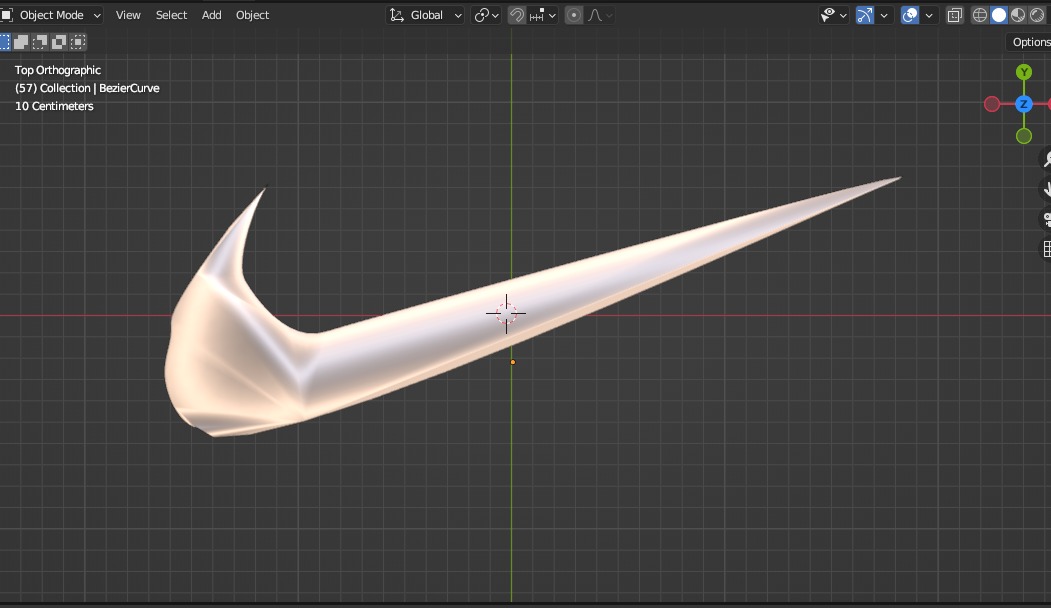 Object Mode View Select Add Object Global
Options
Top Orthographic
(57) Collection | BezierCurve
10 Centimeters
Y
Z